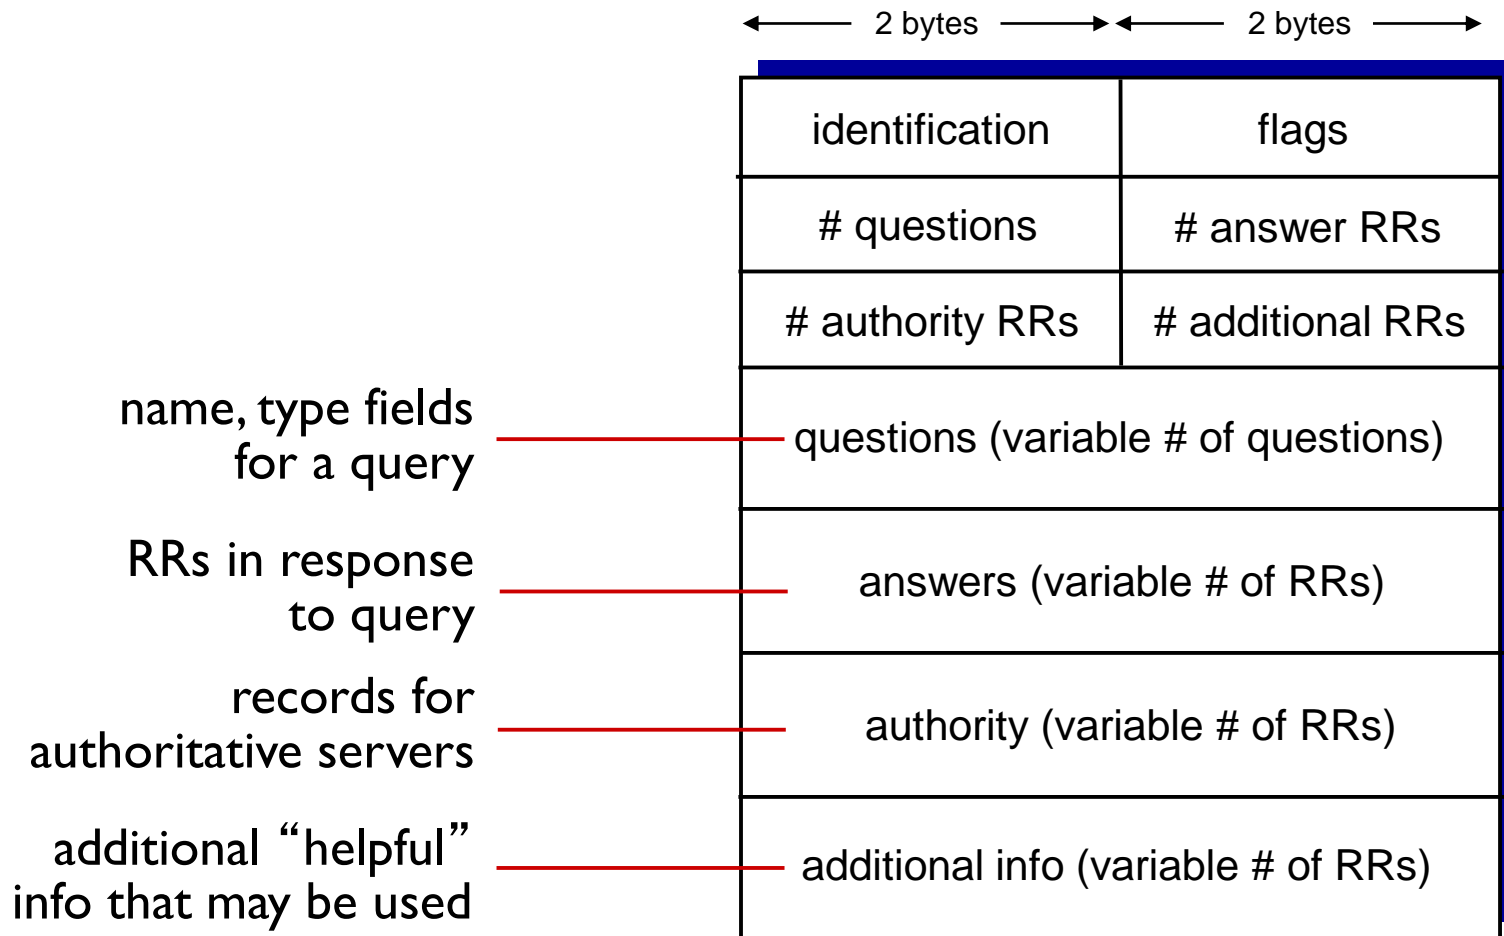 2 bytes 2 bytes
identification flags
# questions # answer RRs
# authority RRs # additional RRs
name, type fields
for a query
questions (variable # of questions)
RRs in response
to query
answers (variable # of RRs)
records for
authoritative servers
authority (variable # of RRs)
additional “helpful”
info that may be used
additional info (variable # of RRs)